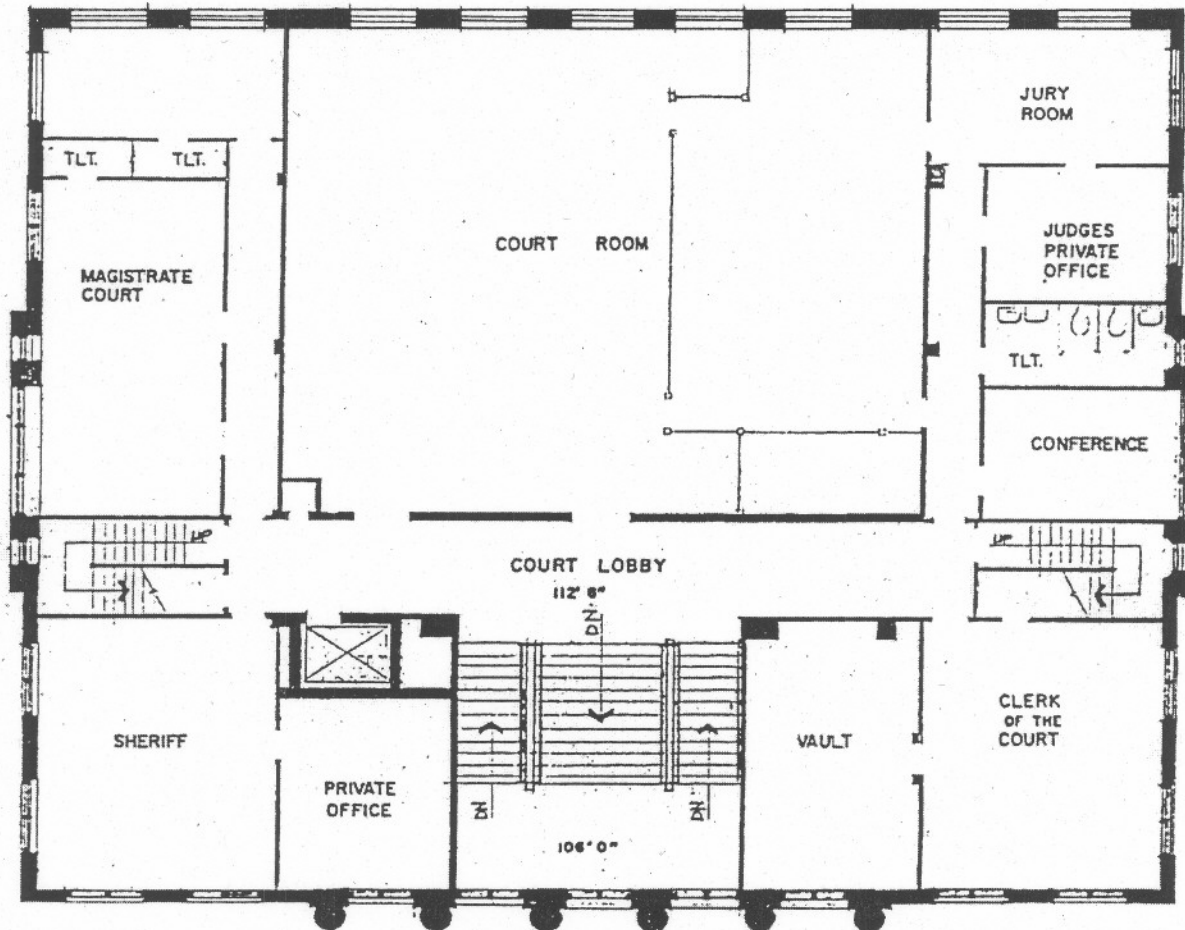 JURY
ROOM
TLT.
TLT.
COURT ROOM
JUDGES
PRIVATE
OFFICE
MAGISTRATE
COURT
TLT.
CONFERENCE
UP
UP
COURT LOBBY
112' 6"
DN
SHERIFF
VAULT
CLERK
OF THE
COURT
PRIVATE
OFFICE
DN
DN
106' 0"